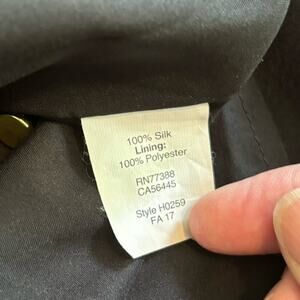 100% Silk
Lining:
100% Polyester
RN77388
CA56445
Style H0259
FA 17